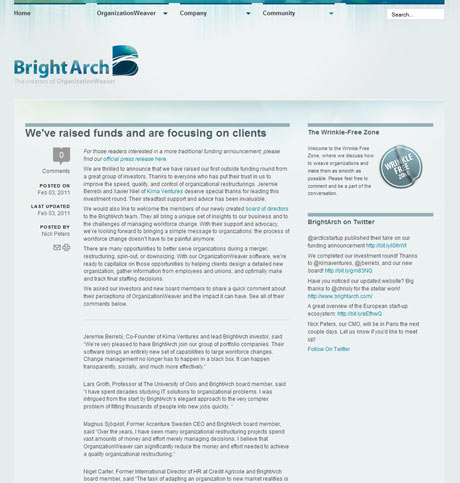 Home OrganizationWeaver Company Community Search...
BrightArch
The creators of OrganizationWeaver
We've raised funds and are focusing on clients
0
Comments
POSTED ON
Feb 03, 2011
LAST UPDATED
Feb 03, 2011
POSTED BY
Nick Peters
For those readers interested in a more traditional funding announcement, please
find our official press release here.
We are thrilled to announce that we have raised our first outside funding round from
a great group of investors. Thanks to everyone who has put their trust in us to
improve the speed, quality, and control of organizational restructurings. Jeremie
Berrebi and Xavier Niel of Kima Ventures deserve special thanks for leading this
investment round. Their steadfast support and advice has been invaluable.
We would also like to welcome the members of our newly created board of directors
to the BrightArch team. They all bring a unique set of insights to our business and to
the challenges of managing workforce change. With their support and advocacy,
we're looking forward to bringing a simple message to organizations: the process of
workforce change doesn't have to be painful anymore.
There are many opportunities to better serve organizations during a merger,
restructuring, spin-out, or downsizing. With our OrganizationWeaver software, we're
ready to capitalize on those opportunities by helping clients design a detailed new
organization, gather information from employees and unions, and optimally make
and track final staffing decisions.
We asked our investors and new board members to share a quick comment about
their perceptions of OrganizationWeaver and the impact it can have. See all of their
comments below.
Jeremie Berrebi, Co-Founder of Kima Ventures and lead BrightArch investor, said
"We're very pleased to have BrightArch join our group of portfolio companies. Their
software brings an entirely new set of capabilities to large workforce changes.
Change management no longer has to happen in a black box. It can happen
transparently, socially, and much more effectively."
Lars Groth, Professor at The University of Oslo and BrightArch board member, said
"I have spent decades studying IT solutions to organizational problems. I was
intrigued from the start by BrightArch's elegant approach to the very complex
problem of fitting thousands of people into new jobs quickly. "
Magnus Sjöqvist, Former Accenture Sweden CEO and BrightArch board member,
said "Over the years, I have seen many organizational restructuring projects spend
vast amounts of money and effort merely managing decisions. I believe that
OrganizationWeaver can significantly reduce the money and effort needed to achieve
a quality organizational restructuring."
Nigel Carter, Former International Director of HR at Credit Agricole and BrightArch
board member, said "The task of adapting an organization to new market realities is
The Wrinkle-Free Zone
Welcome to the Wrinkle Free
Zone, where we discuss how
to weave organizations and
make them as smooth as
possible. Please feel free to
comment and be a part of the
conversation.
WRINKLE
FREE
BrightArch on Twitter
@arcticstartup published their take on our
funding announcement
We completed our investment round! Thanks
to @kimaventures, @jberrebi, and our new
board!
Have you noticed our updated website? Big
thanks to @chrisly for the stellar work!
http://www.brightarch.com/
A great overview of the European start-up
ecosystem:
Nick Peters, our CMO, will be in Paris the next
couple days. Let us know if you'd like to meet
up!
Follow On Twitter